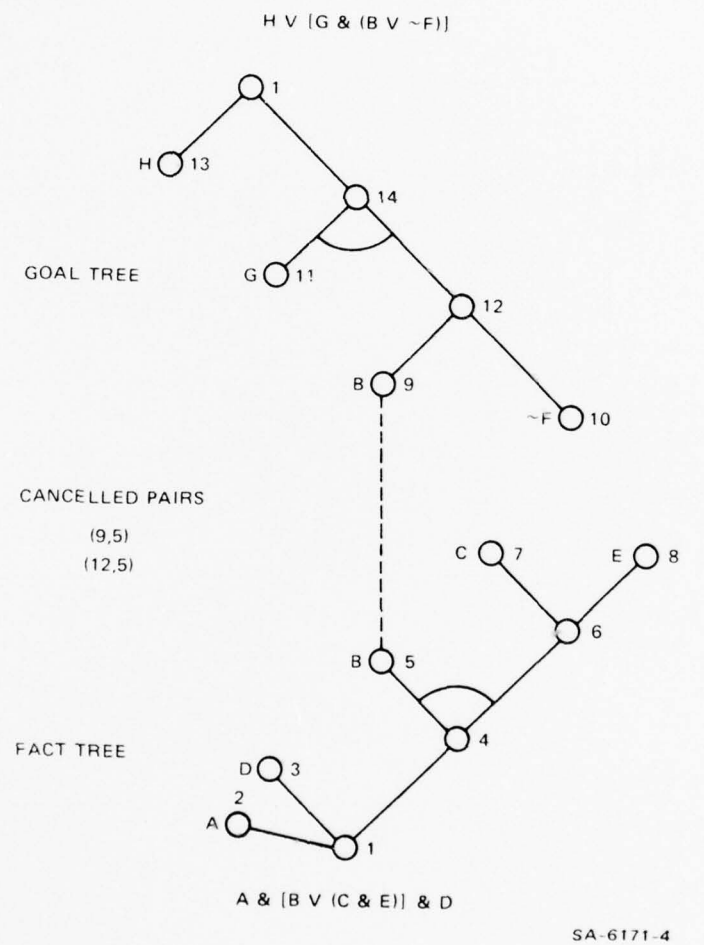 H V [G & (B V ~F)]
1
H 13
14
GOAL TREE
G 11
12
B 9
~F 10
CANCELLED PAIRS
(9,5)
(12,5)
C 7
E 8
6
B 5
4
FACT TREE
D 3
2
A
1
A & [B V (C & E)] & D
SA-6171-4